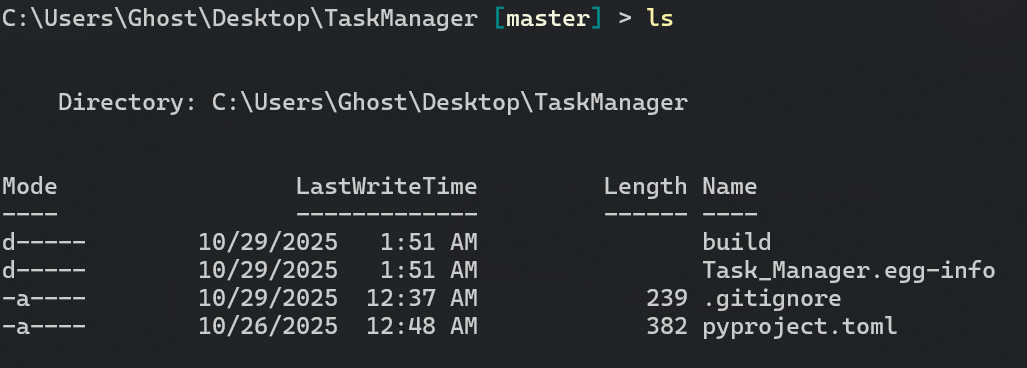 C:\Users\Ghost\Desktop\TaskManager [master] > ls
Directory: C:\Users\Ghost\Desktop\TaskManager
Mode                 LastWriteTime         Length Name
----                 -------------         ------ ----
d-----        10/29/2025   1:51 AM                build
d-----        10/29/2025   1:51 AM                Task_Manager.egg-info
-a----        10/29/2025  12:37 AM            239 .gitignore
-a----        10/26/2025  12:48 AM            382 pyproject.toml